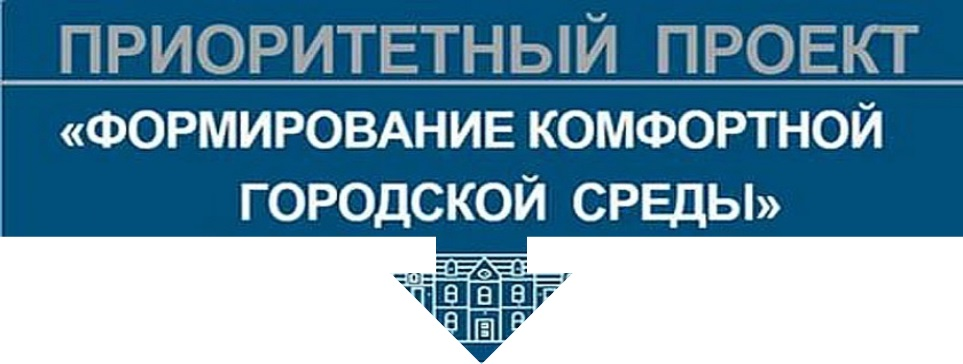 ПРИОРИТЕТНЫЙ ПРОЕКТ
«ФОРМИРОВАНИЕ КОМФОРТНОЙ
ГОРОДСКОЙ СРЕДЫ»